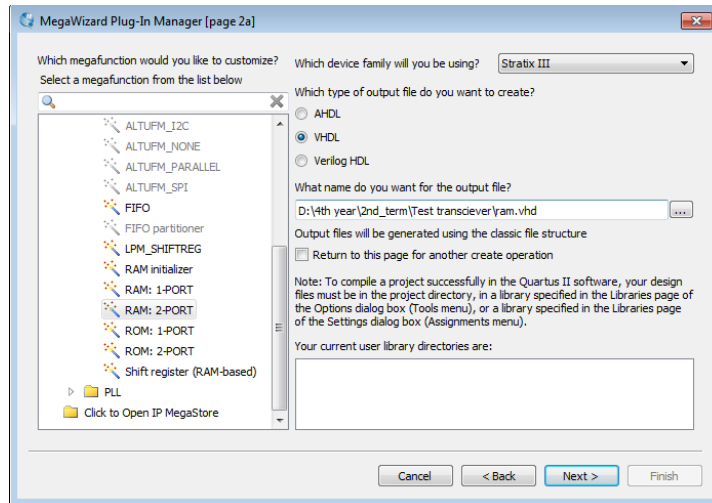 MegaWizard Plug-In Manager [page 2a]
Which megafunction would you like to customize?
Select a megafunction from the list below
ALTUFM_I2C
ALTUFM_NONE
ALTUFM_PARALLEL
ALTUFM_SPI
FIFO
FIFO partitioner
LPM_SHIFTREG
RAM initializer
RAM: 1-PORT
RAM: 2-PORT
ROM: 1-PORT
ROM: 2-PORT
Shift register (RAM-based)
PLL
Click to Open IP MegaStore
Which device family will you be using?
Stratix III
Which type of output file do you want to create?
AHDL
VHDL
Verilog HDL
What name do you want for the output file?
D:\4th year\2nd_term\Test transciever\ram.vhd
...
Output files will be generated using the classic file structure
Return to this page for another create operation
Note: To compile a project successfully in the Quartus II software, your design
files must be in the project directory, in a library specified in the Libraries page of
the Options dialog box (Tools menu), or a library specified in the Libraries page
of the Settings dialog box (Assignments menu).
Your current user library directories are:
Cancel
< Back
Next >
Finish